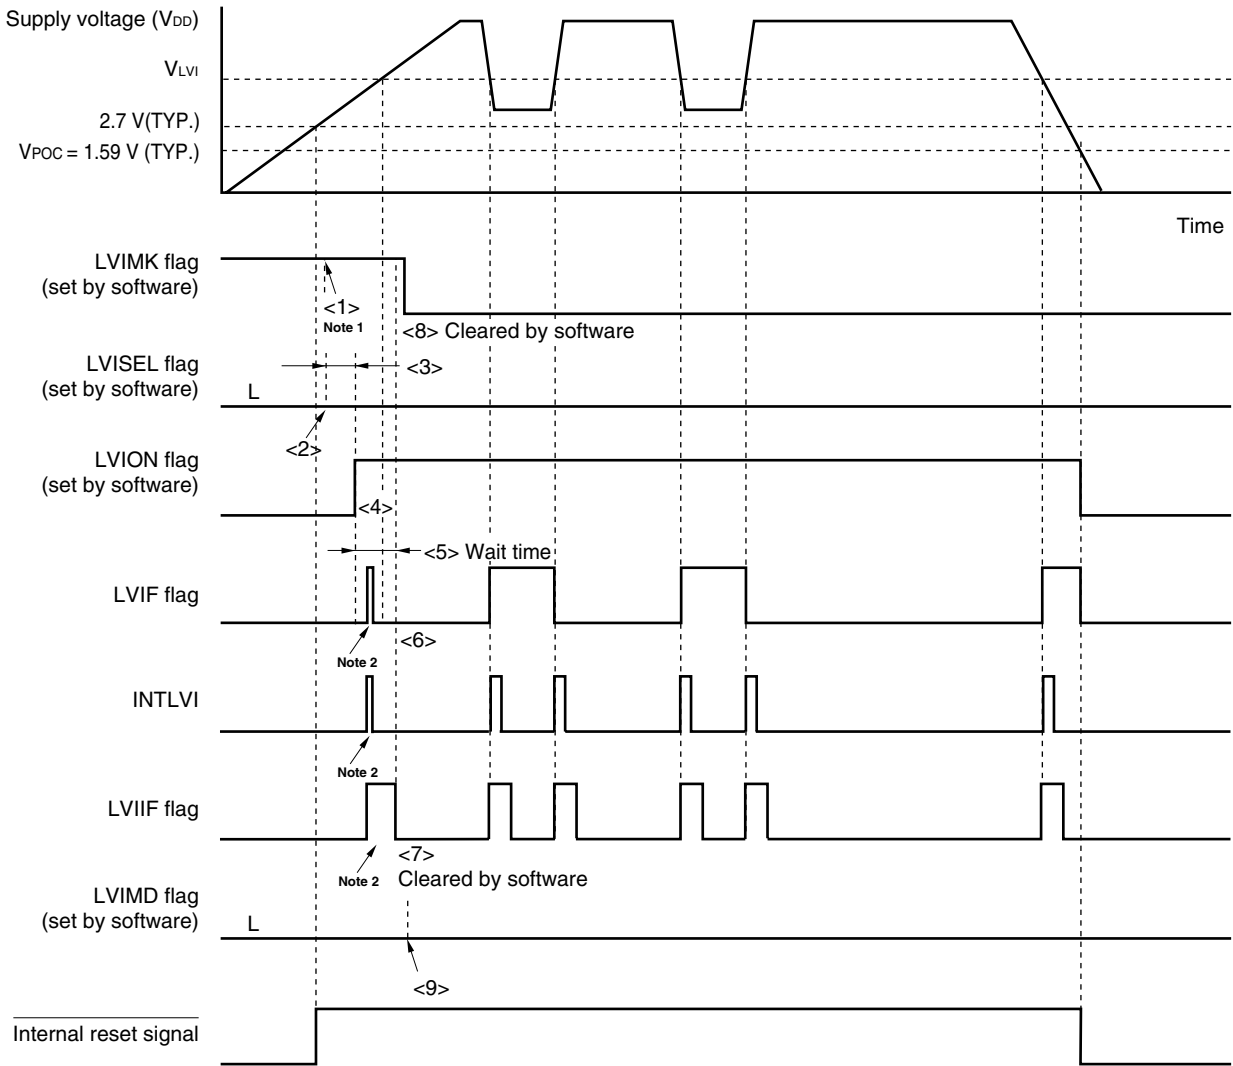 Supply voltage (VDD)
VLVI
2.7 V(TYP.)
VPOC = 1.59 V (TYP.)
Time
LVIMK flag
(set by software)
<1>
Note 1
<8> Cleared by software
LVISEL flag
(set by software)
L
<3>
<2>
LVION flag
(set by software)
<4>
<5> Wait time
LVIF flag
<6>
Note 2
INTLVI
Note 2
LVIIF flag
<7>
Note 2
Cleared by software
LVIMD flag
(set by software)
L
<9>
Internal reset signal